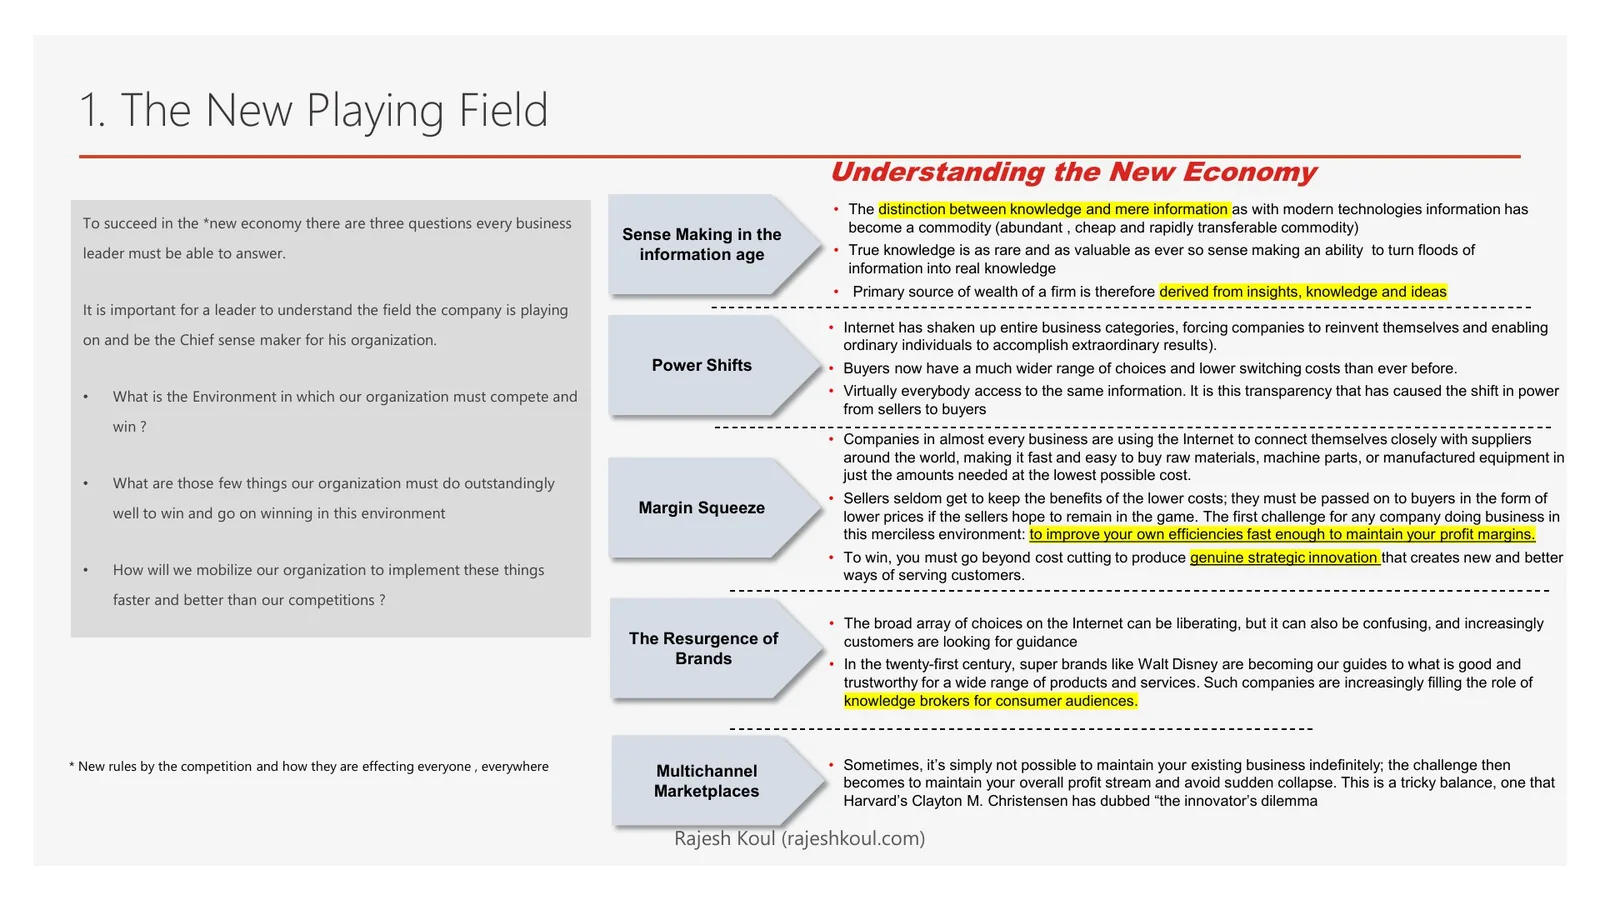 1. The New Playing Field
Understanding the New Economy
To succeed in the *new economy there are three questions every business
leader must be able to answer.
It is important for a leader to understand the field the company is playing
on and be the Chief sense maker for his organization.
• What is the Environment in which our organization must compete and
win ?
• What are those few things our organization must do outstandingly
well to win and go on winning in this environment
• How will we mobilize our organization to implement these things
faster and better than our competitions ?
* New rules by the competition and how they are effecting everyone , everywhere
Sense Making in the
information age
• The distinction between knowledge and mere information as with modern technologies information has
become a commodity (abundant , cheap and rapidly transferable commodity)
• True knowledge is as rare and as valuable as ever so sense making an ability  to turn floods of
information into real knowledge
• Primary source of wealth of a firm is therefore derived from insights, knowledge and ideas
Power Shifts
• Internet has shaken up entire business categories, forcing companies to reinvent themselves and enabling
ordinary individuals to accomplish extraordinary results).
• Buyers now have a much wider range of choices and lower switching costs than ever before.
• Virtually everybody access to the same information. It is this transparency that has caused the shift in power
from sellers to buyers
Margin Squeeze
• Companies in almost every business are using the Internet to connect themselves closely with suppliers
around the world, making it fast and easy to buy raw materials, machine parts, or manufactured equipment in
just the amounts needed at the lowest possible cost.
• Sellers seldom get to keep the benefits of the lower costs; they must be passed on to buyers in the form of
lower prices if the sellers hope to remain in the game. The first challenge for any company doing business in
this merciless environment: to improve your own efficiencies fast enough to maintain your profit margins.
• To win, you must go beyond cost cutting to produce genuine strategic innovation that creates new and better
ways of serving customers.
The Resurgence of
Brands
• The broad array of choices on the Internet can be liberating, but it can also be confusing, and increasingly
customers are looking for guidance
• In the twenty-first century, super brands like Walt Disney are becoming our guides to what is good and
trustworthy for a wide range of products and services. Such companies are increasingly filling the role of
knowledge brokers for consumer audiences.
Multichannel
Marketplaces
• Sometimes, it’s simply not possible to maintain your existing business indefinitely; the challenge then
becomes to maintain your overall profit stream and avoid sudden collapse. This is a tricky balance, one that
Harvard’s Clayton M. Christensen has dubbed “the innovator’s dilemma
Rajesh Koul (rajeshkoul.com)